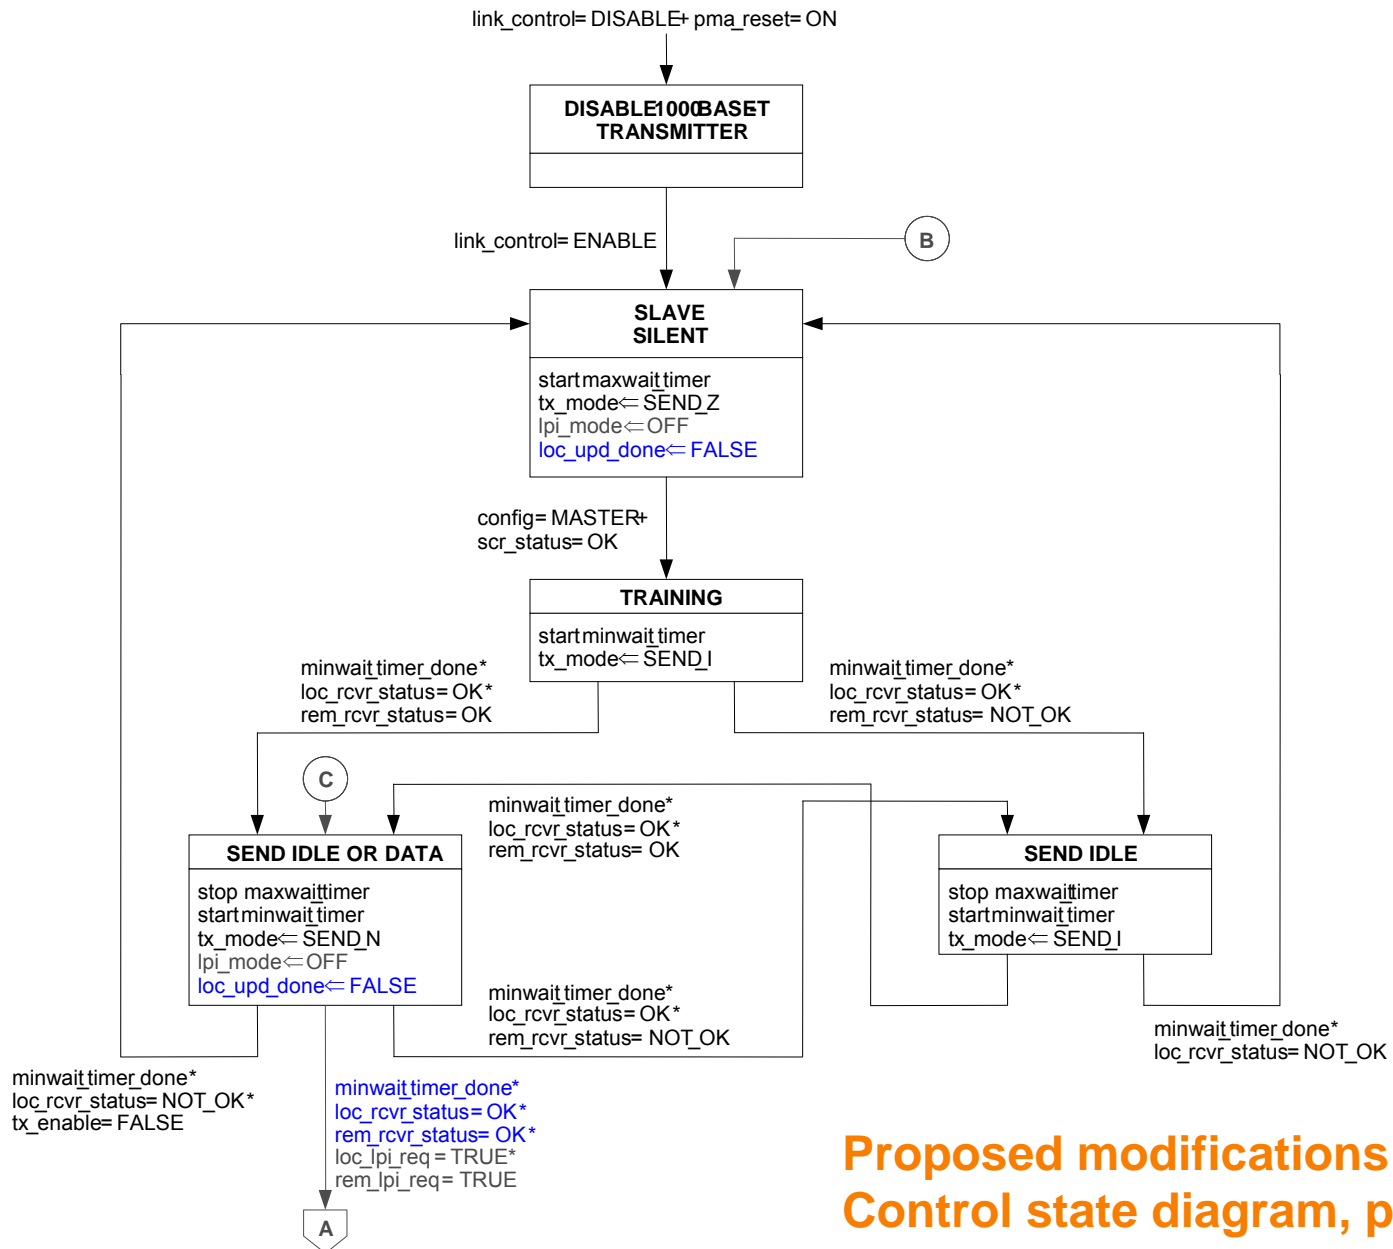 link_control= DISABLE+ pma_reset= ON
DISABLE1000BASE-T
TRANSMITTER
link_control= ENABLE
B
SLAVE
SILENT
start maxwait_timer
tx_mode⇐ SEND_Z
lpi_mode⇐ OFF
loc_upd_done⇐ FALSE
config= MASTER+
scr_status= OK
TRAINING
start minwait_timer
tx_mode⇐ SEND_I
minwait_timer_done*
loc_rcvr_status= OK*
rem_rcvr_status= OK
minwait_timer_done*
loc_rcvr_status= OK*
rem_rcvr_status= NOT_OK
C
minwait_timer_done*
loc_rcvr_status= OK*
rem_rcvr_status= OK
SEND IDLE OR DATA
stop maxwait_timer
start minwait_timer
tx_mode⇐ SEND_N
lpi_mode⇐ OFF
loc_upd_done⇐ FALSE
SEND IDLE
stop maxwait_timer
start minwait_timer
tx_mode⇐ SEND_I
minwait_timer_done*
loc_rcvr_status= OK*
rem_rcvr_status= NOT_OK
minwait_timer_done*
loc_rcvr_status= NOT_OK
minwait_timer_done*
loc_rcvr_status= NOT_OK*
tx_enable= FALSE
minwait_timer_done*
loc_rcvr_status= OK*
rem_rcvr_status= OK*
loc_lpi_req = TRUE*
rem_lpi_req = TRUE
A
Proposed modifications
Control state diagram, p